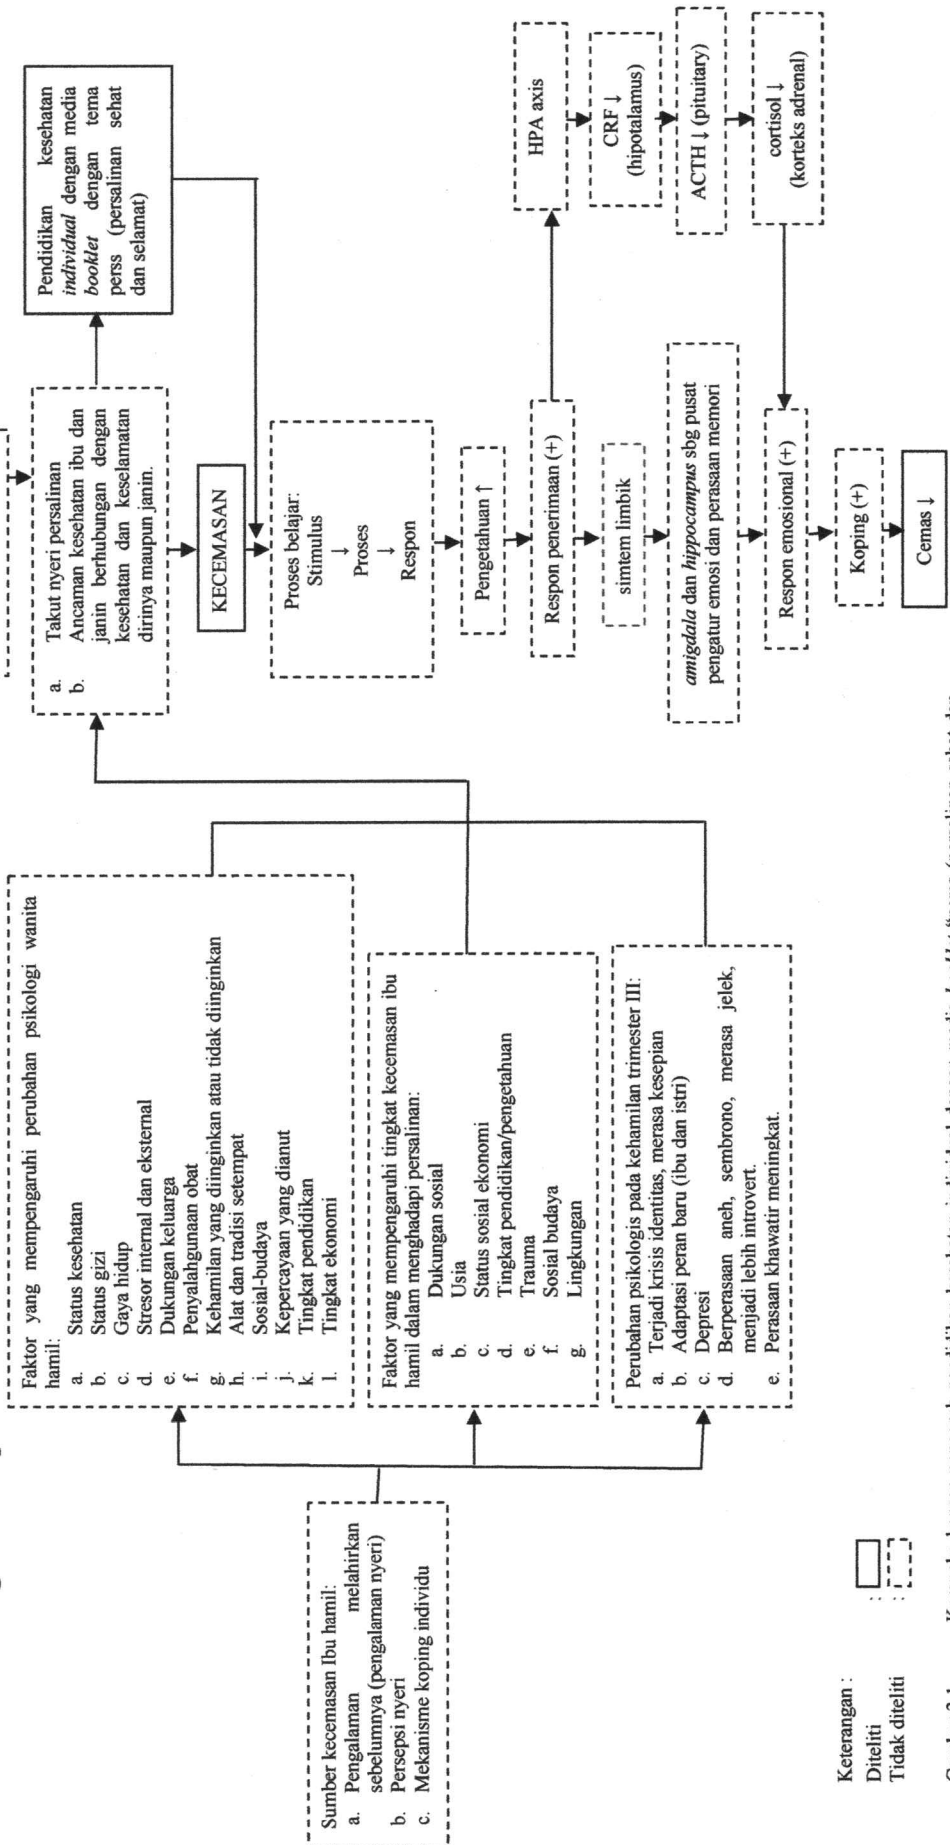 Sumber kecemasan Ibu hamil:
a. Pengalaman melahirkan
sebelumnya (pengalaman nyeri)
b. Persepsi nyeri
c. Mekanisme koping individu
Faktor yang mempengaruhi perubahan psikologi wanita
hamil:
a. Status kesehatan
b. Status gizi
c. Gaya hidup
d. Stresor internal dan eksternal
e. Dukungan keluarga
f. Penyalahgunaan obat
g. Kehamilan yang diinginkan atau tidak diinginkan
h. Alat dan tradisi setempat
i. Sosial-budaya
j. Kepercayaan yang dianut
k. Tingkat pendidikan
l. Tingkat ekonomi
Faktor yang mempengaruhi tingkat kecemasan ibu
hamil dalam menghadapi persalinan:
a. Dukungan sosial
b. Usia
c. Status sosial ekonomi
d. Tingkat pendidikan/pengetahuan
e. Trauma
f. Sosial budaya
g. Lingkungan
Perubahan psikologis pada kehamilan trimester III:
a. Terjadi krisis identitas, merasa kesepian
b. Adaptasi peran baru (ibu dan istri)
c. Depresi
d. Berperasaan aneh, sembrono, merasa jelek,
menjadi lebih introvert.
e. Perasaan khawatir meningkat.
a. Takut nyeri persalinan
b. Ancaman kesehatan ibu dan
janin berhubungan dengan
kesehatan dan keselamatan
dirinya maupun janin.
Pendidikan kesehatan
individual dengan media
booklet dengan tema
perss (persalinan sehat
dan selamat)
KECEMASAN
Proses belajar:
Stimulus
↓
Proses
↓
Respon
Pengetahuan ↑
Respon penerimaan (+)
simtem limbik
amigdala dan hippocampus sbg pusat
pengatur emosi dan perasaan memori
Respon emosional (+)
Koping (+)
Cemas ↓
HPA axis
CRF ↓
(hipotalamus)
ACTH ↓ (pituitary)
cortisol ↓
(korteks adrenal)
Keterangan :
Diteliti :
Tidak diteliti :